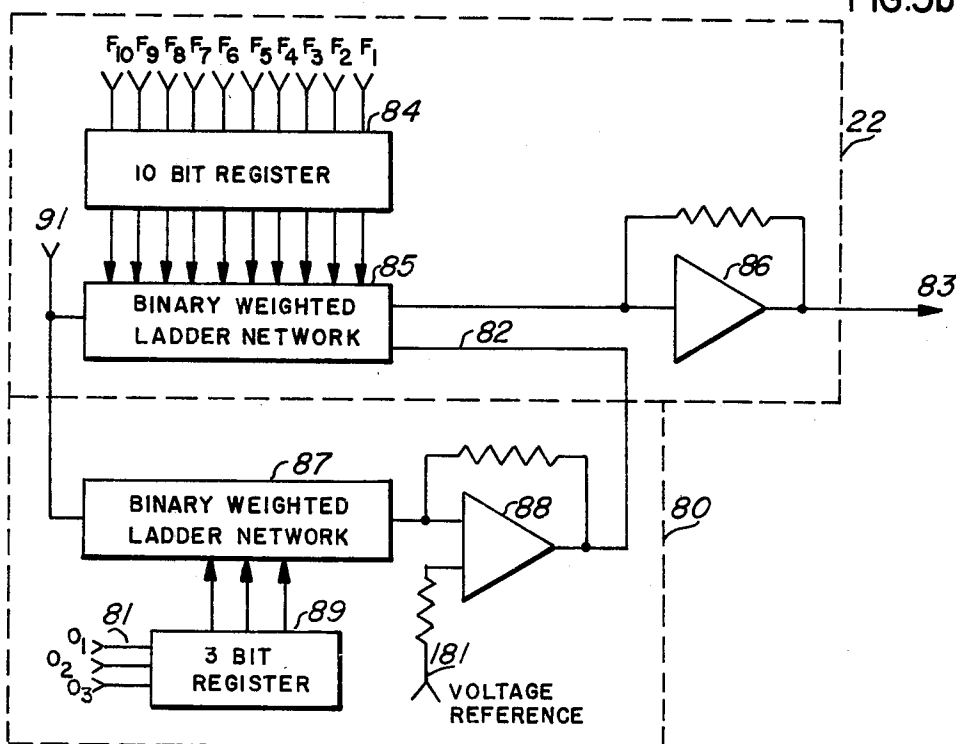 FIG.5b
F10 F9 F8 F7 F6 F5 F4 F3 F2 F1
84
22
10 BIT REGISTER
91
85
86
83
BINARY WEIGHTED
LADDER NETWORK
82
87
88
80
BINARY WEIGHTED
LADDER NETWORK
81
89
O1
O2
O3
3 BIT
REGISTER
181
VOLTAGE
REFERENCE